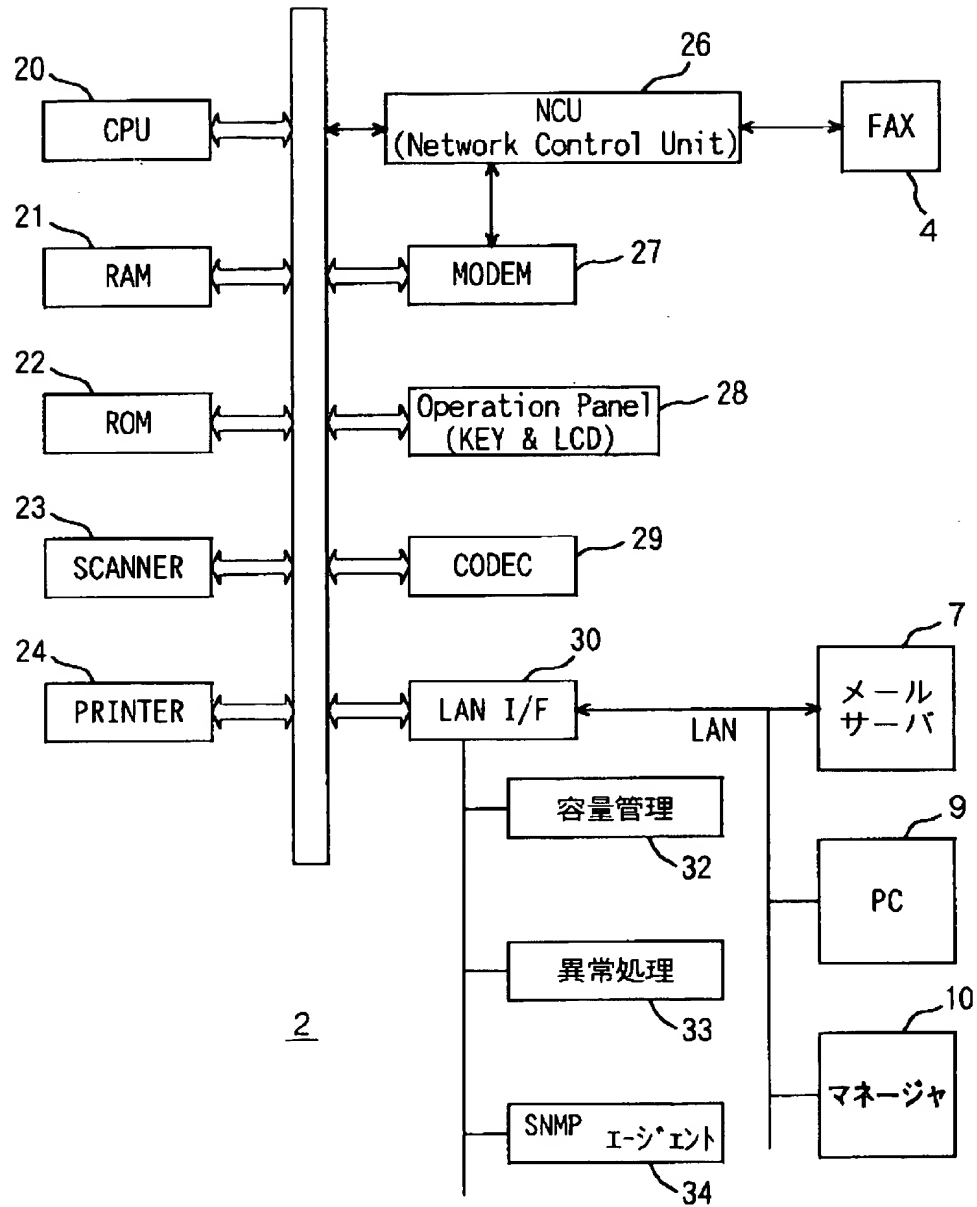 20
CPU
21
RAM
22
ROM
23
SCANNER
24
PRINTER
26
NCU
(Network Control Unit)
FAX
4
MODEM
27
Operation Panel
(KEY & LCD)
28
CODEC
29
30
LAN I/F
LAN
7
メール
サーバ
容量管理
32
9
PC
異常処理
33
2
10
マネージャ
SNMP エージェント
34